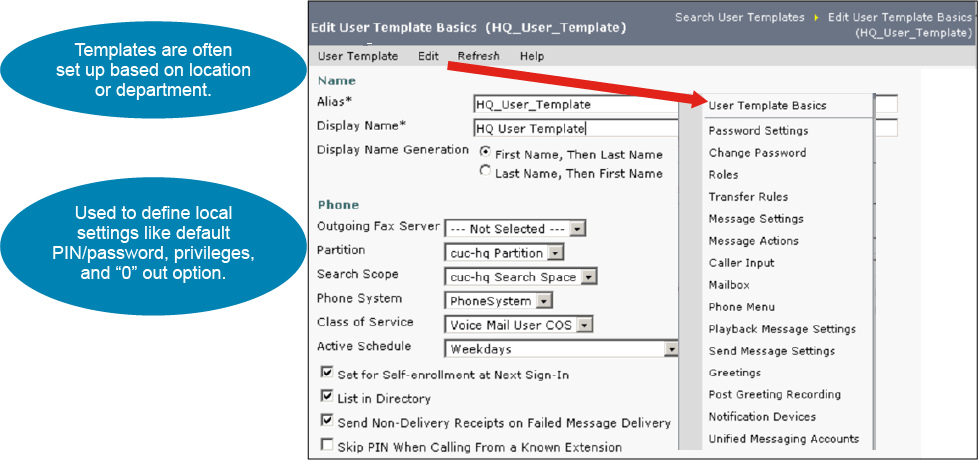 Templates are often
set up based on location
or department.
Used to define local
settings like default
PIN/password, privileges,
and “0” out option.
Edit User Template Basics (HQ_User_Template)
Search User Templates ▸ Edit User Template Basics
(HQ_User_Template)
User Template Edit Refresh Help
Name
Alias* HQ_User_Template
Display Name* HQ User Template
Display Name Generation First Name, Then Last Name
Last Name, Then First Name
Phone
Outgoing Fax Server --- Not Selected ---
Partition cuc-hq Partition
Search Scope cuc-hq Search Space
Phone System PhoneSystem
Class of Service Voice Mail User COS
Active Schedule Weekdays
Set for Self-enrollment at Next Sign-In
List in Directory
Send Non-Delivery Receipts on Failed Message Delivery
Skip PIN When Calling From a Known Extension
User Template Basics
Password Settings
Change Password
Roles
Transfer Rules
Message Settings
Message Actions
Caller Input
Mailbox
Phone Menu
Playback Message Settings
Send Message Settings
Greetings
Post Greeting Recording
Notification Devices
Unified Messaging Accounts